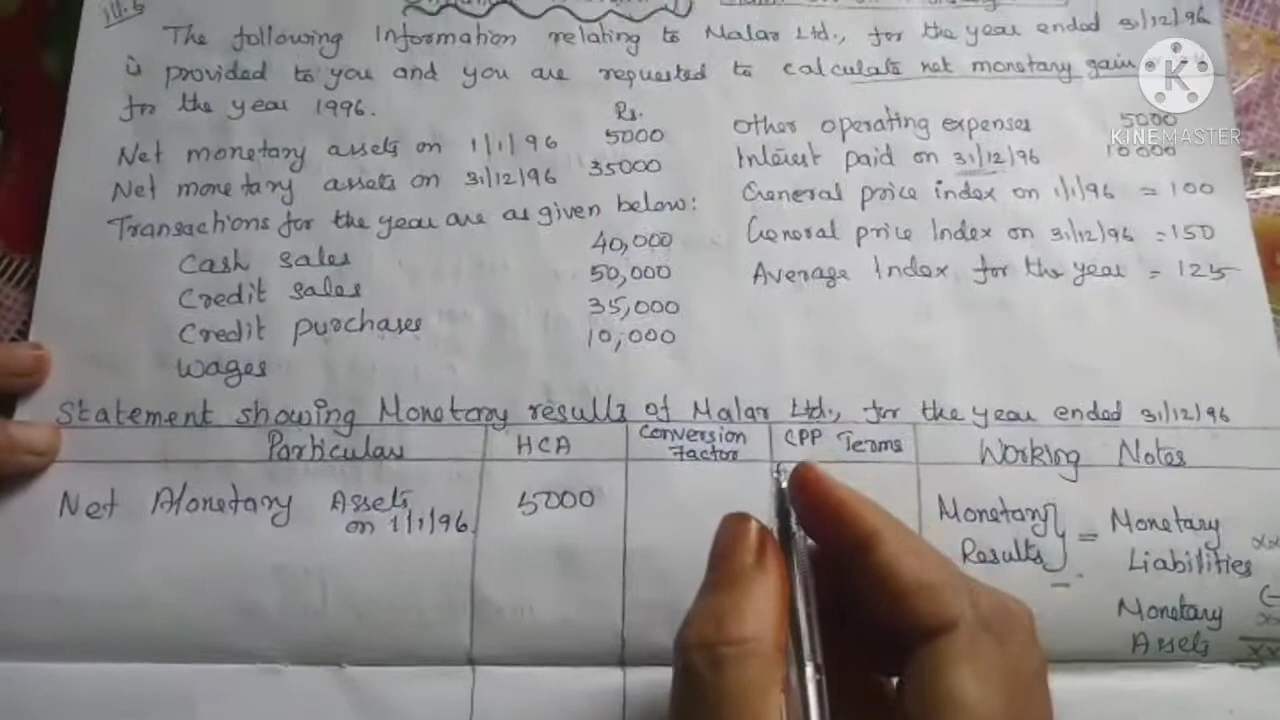 10.5
The following Information relating to Malar Ltd., for the year ended 31/12/96
is provided to you and you are requested to calculate net monetary gain
for the year 1996.
Rs.
Net monetary assets on 1/1/96 5000
Net monetary assets on 31/12/96 35000
Transactions for the year are as given below:
Cash sales 40,000
Credit sales 50,000
Credit purchases 35,000
Wages 10,000
Other operating expenses 5000
Interest paid on 31/12/96 10000
General price index on 1/1/96 = 100
General price Index on 31/12/96 = 150
Average Index for the year = 125
K
KINEMASTER
Statement showing Monetary results of Malar Ltd., for the year ended 31/12/96
Particulars HCA Conversion Factor CPP Terms Working Notes
Net Monetary Assets on 1/1/96 5000
Monetary Results = Monetary Liabilities xx
(-
Monetary Assets xx
xx